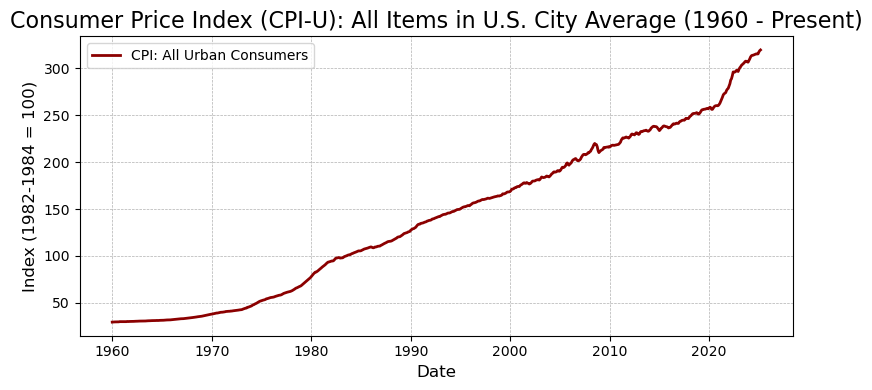 Consumer Price Index (CPI-U): All Items in U.S. City Average (1960 - Present)
CPI: All Urban Consumers
Index (1982-1984 = 100)
300
250
200
150
100
50
1960 1970 1980 1990 2000 2010 2020
Date